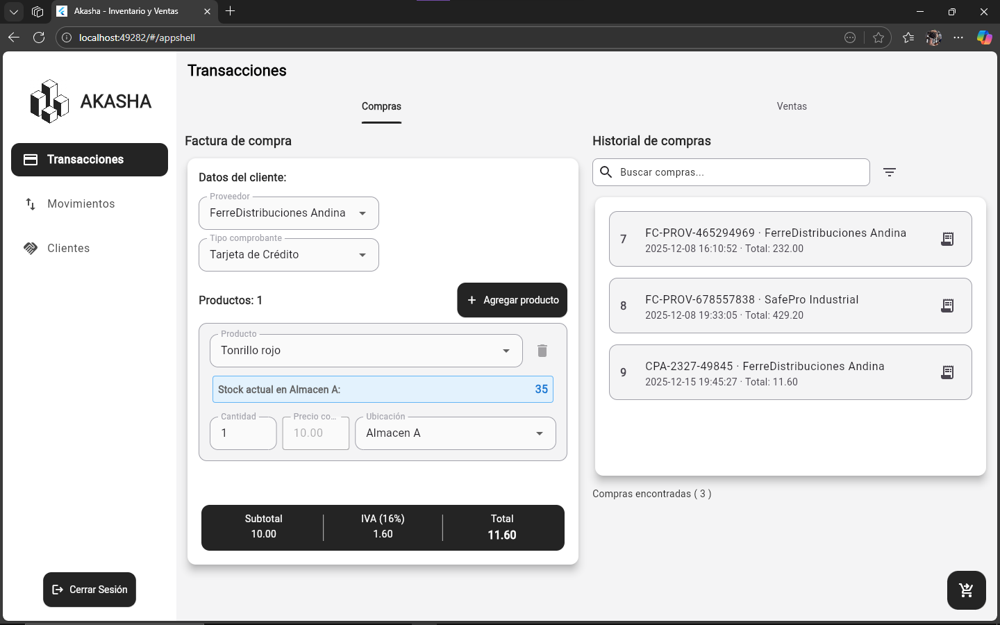 Akasha - Inventario y Ventas
localhost:49282/#/appshell
AKASHA
Transacciones
Movimientos
Clientes
Cerrar Sesión
Transacciones
Compras
Ventas
Factura de compra
Datos del cliente:
Proveedor
FerreDistribuciones Andina
Tipo comprobante
Tarjeta de Crédito
Productos: 1
+ Agregar producto
Producto
Tonrillo rojo
Stock actual en Almacen A: 35
Cantidad
1
Precio co...
10.00
Ubicación
Almacen A
Subtotal
10.00
IVA (16%)
1.60
Total
11.60
Historial de compras
Buscar compras...
7
FC-PROV-465294969 · FerreDistribuciones Andina
2025-12-08 16:10:52 · Total: 232.00
8
FC-PROV-678557838 · SafePro Industrial
2025-12-08 19:33:05 · Total: 429.20
9
CPA-2327-49845 · FerreDistribuciones Andina
2025-12-15 19:45:27 · Total: 11.60
Compras encontradas ( 3 )